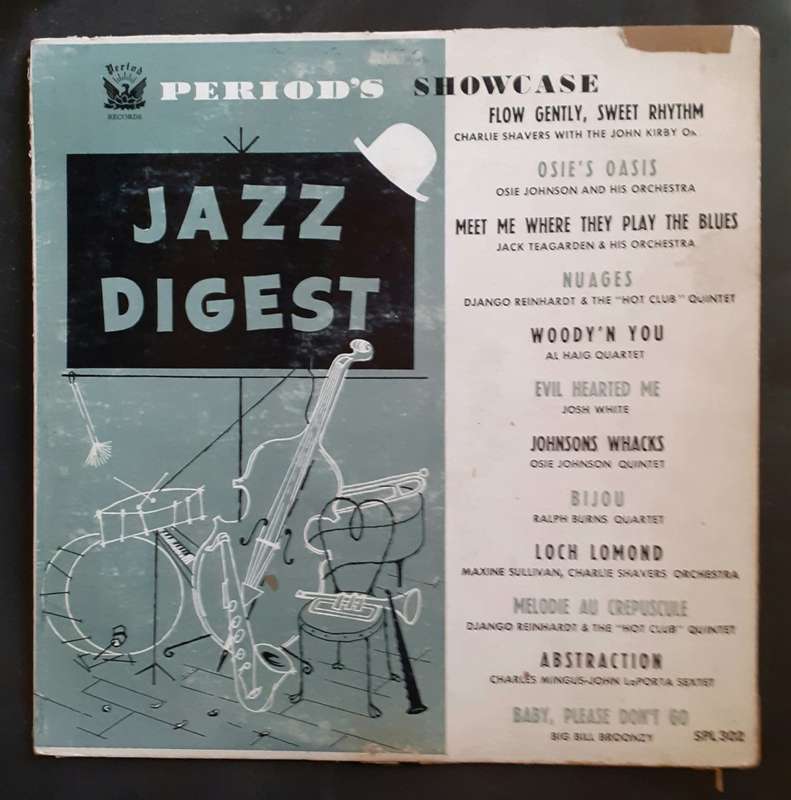 Period
RECORDS
PERIOD'S SHOWCASE
JAZZ
DIGEST
FLOW GENTLY, SWEET RHYTHM
CHARLIE SHAVERS WITH THE JOHN KIRBY OR
OSIE'S OASIS
OSIE JOHNSON AND HIS ORCHESTRA
MEET ME WHERE THEY PLAY THE BLUES
JACK TEAGARDEN & HIS ORCHESTRA
NUAGES
DJANGO REINHARDT & THE "HOT CLUB" QUINTET
WOODY'N YOU
AL HAIG QUARTET
EVIL HEARTED ME
JOSH WHITE
JOHNSONS WHACKS
OSIE JOHNSON QUINTET
BIJOU
RALPH BURNS QUARTET
LOCH LOMOND
MAXINE SULLIVAN, CHARLIE SHAVERS ORCHESTRA
MELODIE AU CREPUSCULE
DJANGO REINHARDT & THE "HOT CLUB" QUINTET
ABSTRACTION
CHARLES MINGUS-JOHN LaPORTA SEXTET
BABY, PLEASE DON'T GO
BIG BILL BROONZY
SPL 302